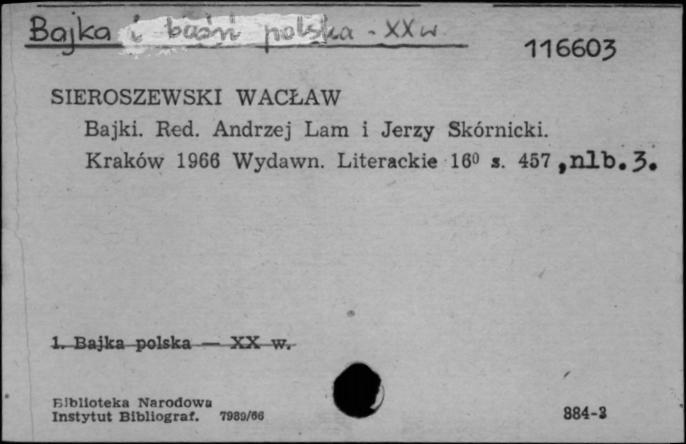 Bajka i baśń polska - XX w
116603
SIEROSZEWSKI WACŁAW
Bajki. Red. Andrzej Lam i Jerzy Skórnicki.
Kraków 1966 Wydawn. Literackie 16⁰ s. 457, nlb. 3.
1. Bajka polska — XX w.
Biblioteka Narodowa
Instytut Bibliograf. 7989/66
884-3